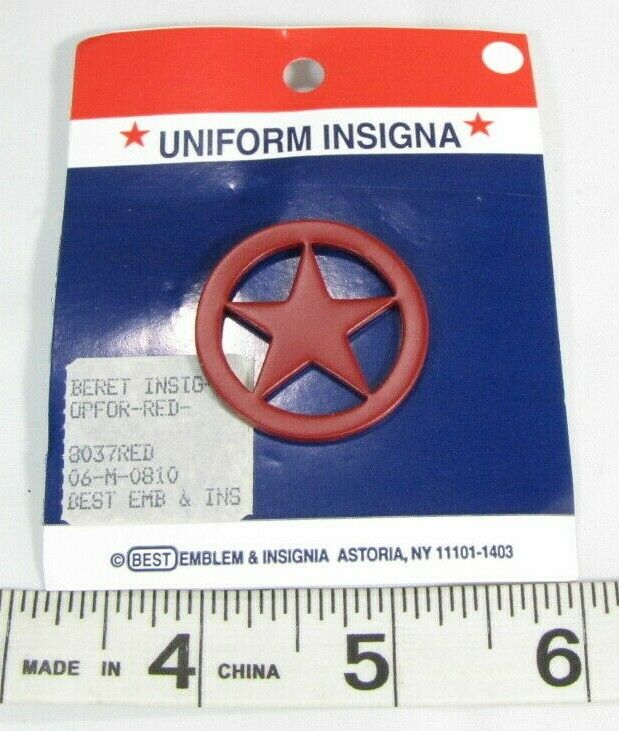 UNIFORM INSIGNA
BERET INSIG
OPFOR-RED-
8037RED
06-M-0810
BEST EMB & INS
© BEST EMBLEM & INSIGNIA ASTORIA, NY 11101-1403
MADE IN 4 CHINA 5 6